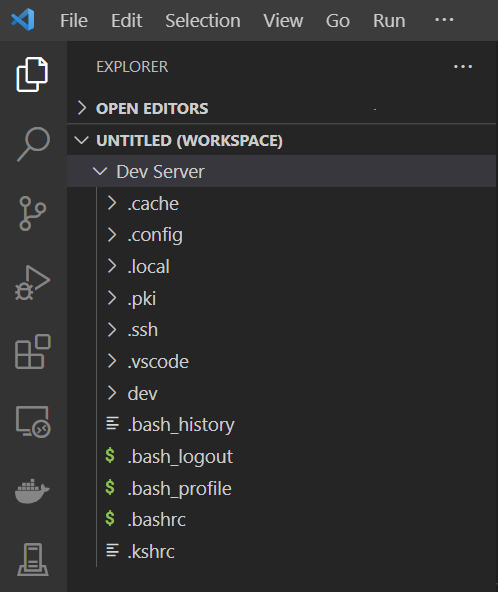 File Edit Selection View Go Run ...
EXPLORER ...
OPEN EDITORS
UNTITLED (WORKSPACE)
Dev Server
.cache
.config
.local
.pki
.ssh
.vscode
dev
.bash_history
$ .bash_logout
$ .bash_profile
$ .bashrc
.kshrc